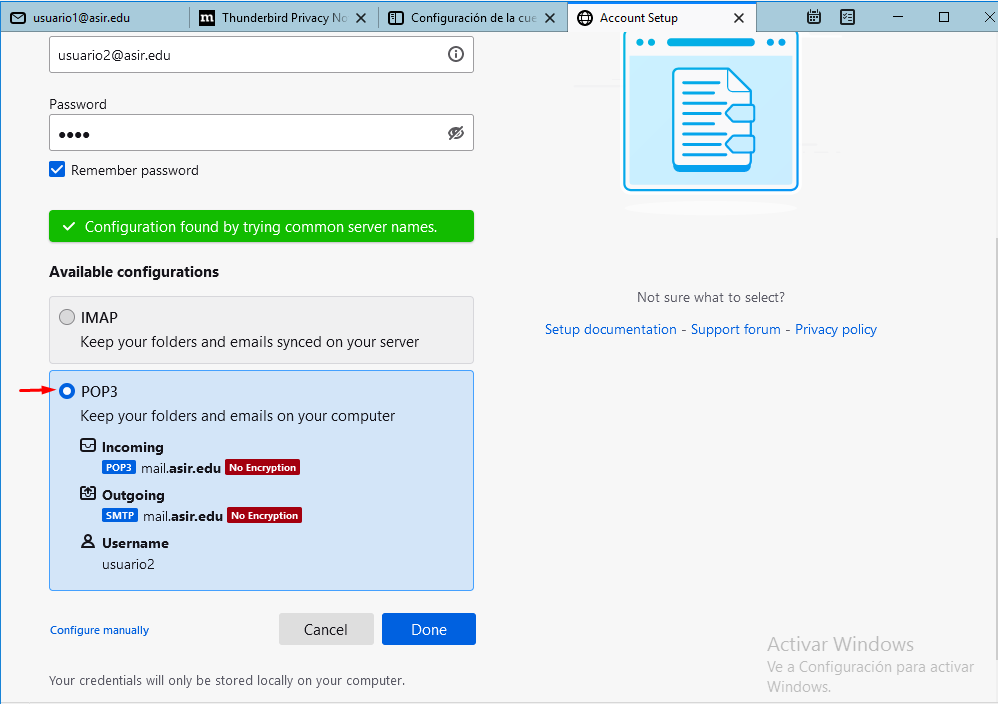 usuario1@asir.edu
Thunderbird Privacy No
Configuración de la cue
Account Setup
usuario2@asir.edu
Password
••••
Remember password
Configuration found by trying common server names.
Available configurations
IMAP
Keep your folders and emails synced on your server
POP3
Keep your folders and emails on your computer
Incoming
POP3 mail.asir.edu No Encryption
Outgoing
SMTP mail.asir.edu No Encryption
Username
usuario2
Configure manually
Cancel
Done
Your credentials will only be stored locally on your computer.
Not sure what to select?
Setup documentation - Support forum - Privacy policy
Activar Windows
Ve a Configuración para activar
Windows.